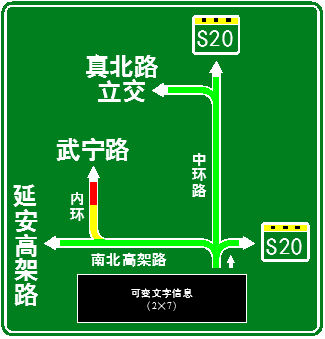 S20
真北路
立交
武宁路
中环路
内环
延安高架路
S20
南北高架路
可变文字信息
(2×7)